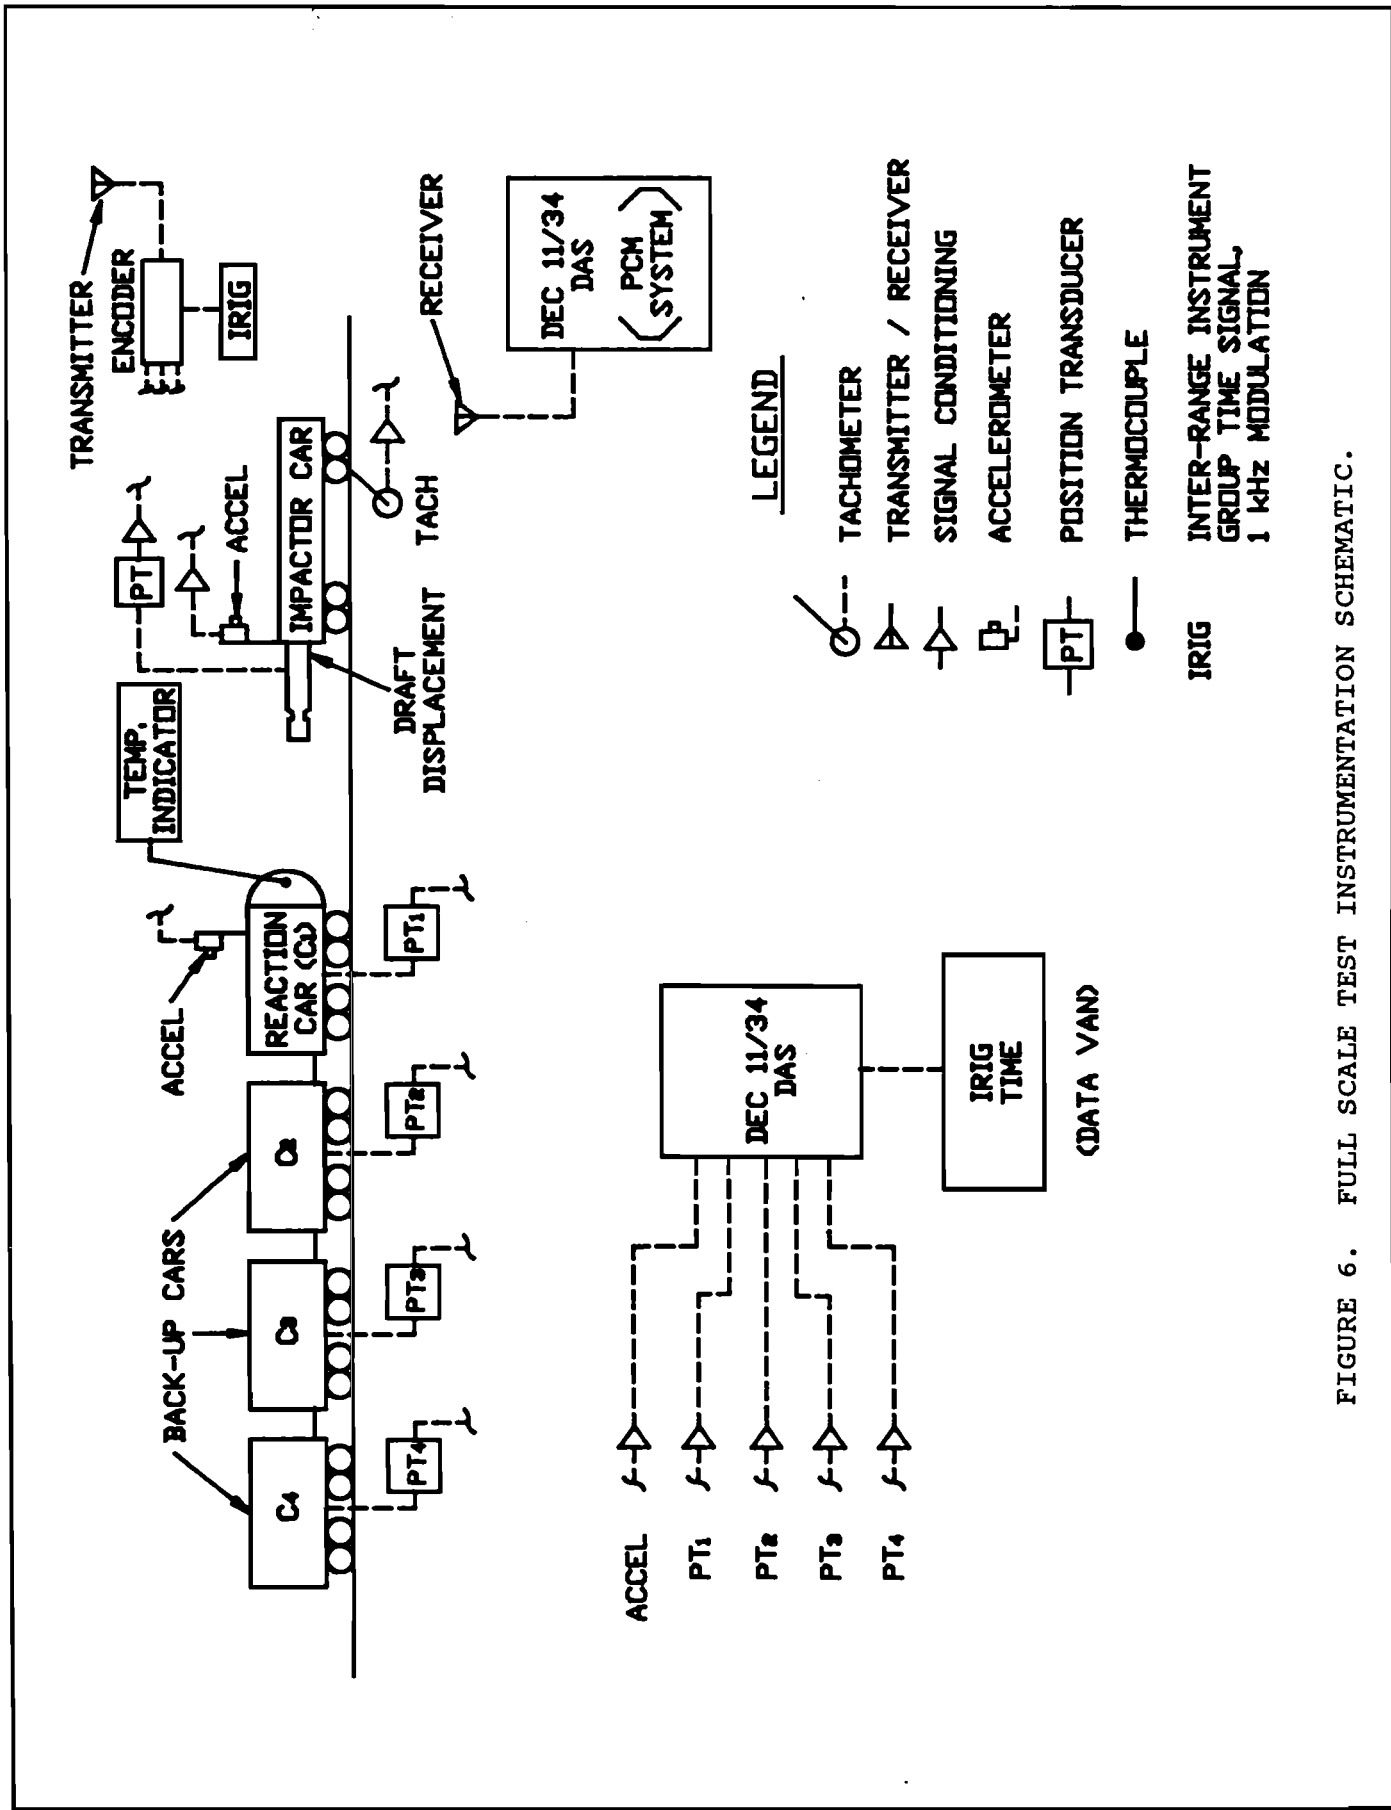 TRANSMITTER
ENCODER
IRIG
PT
ACCEL
IMPACTOR CAR
TACH
DRAFT
DISPLACEMENT
TEMP.
INDICATOR
ACCEL
REACTION
CAR (C1)
BACK-UP CARS
C2
C3
C4
PT1
PT2
PT3
PT4
RECEIVER
DEC 11/34
DAS
(PCM
SYSTEM)
ACCEL
PT1
PT2
PT3
PT4
DEC 11/34
DAS
IRIG
TIME
(DATA VAN)
LEGEND
TACHOMETER
TRANSMITTER / RECEIVER
SIGNAL CONDITIONING
ACCELEROMETER
PT POSITION TRANSDUCER
THERMOCOUPLE
IRIG INTER-RANGE INSTRUMENT
GROUP TIME SIGNAL,
1 kHz MODULATION
FIGURE 6. FULL SCALE TEST INSTRUMENTATION SCHEMATIC.